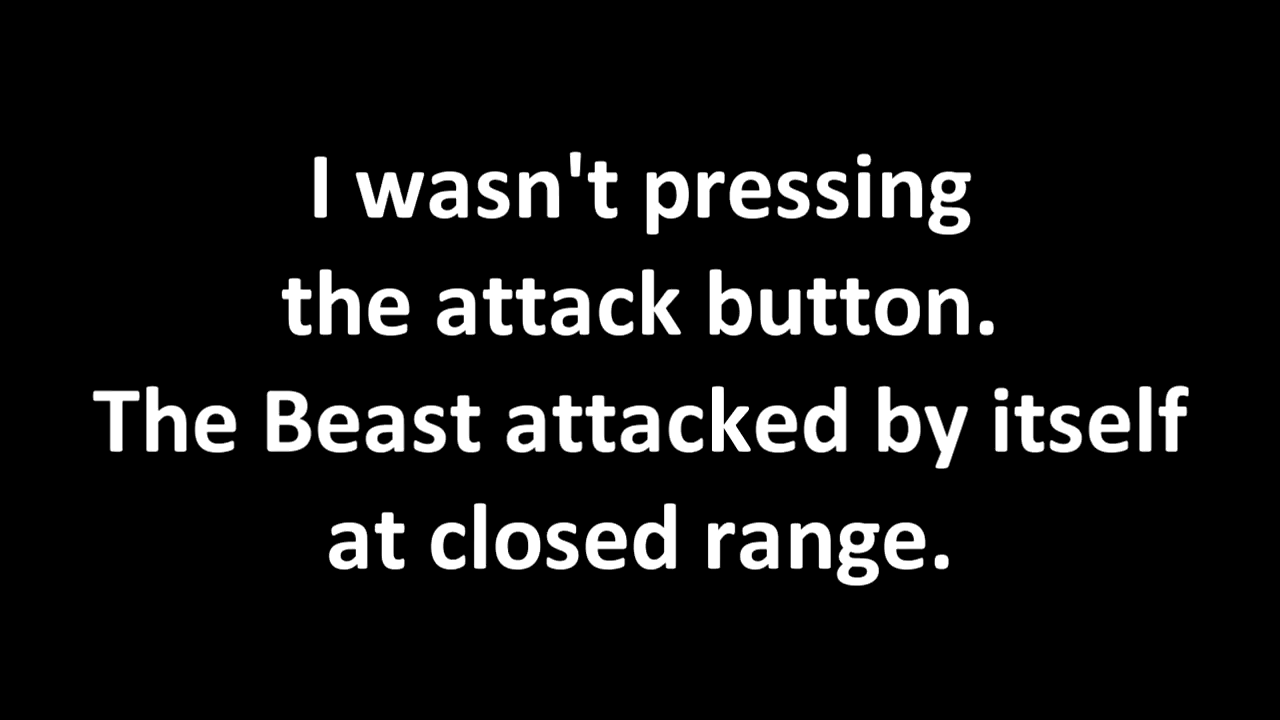 I wasn't pressing
the attack button.
The Beast attacked by itself
at closed range.